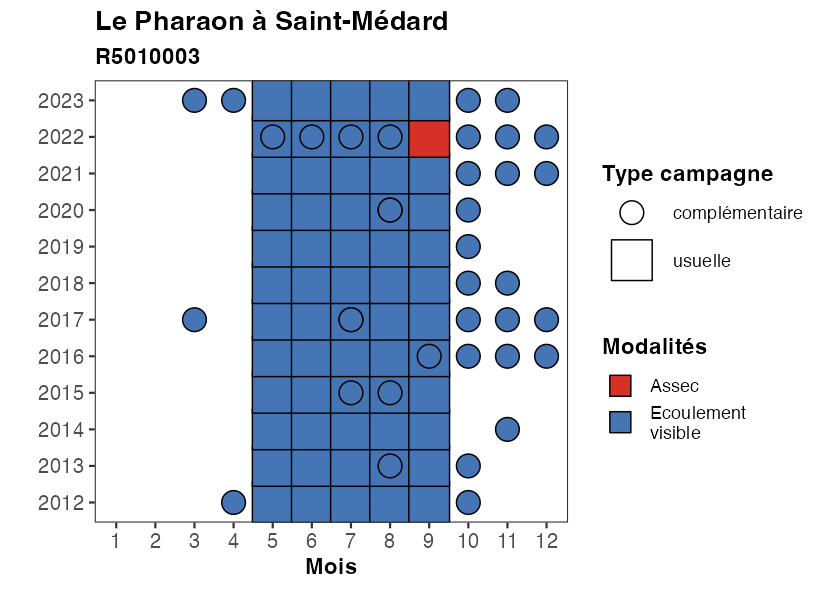 Le Pharaon à Saint-Médard
R5010003
2023
2022
2021
2020
2019
2018
2017
2016
2015
2014
2013
2012
1 2 3 4 5 6 7 8 9 10 11 12
Mois
Type campagne
complémentaire
usuelle
Modalités
Assec
Ecoulement
visible